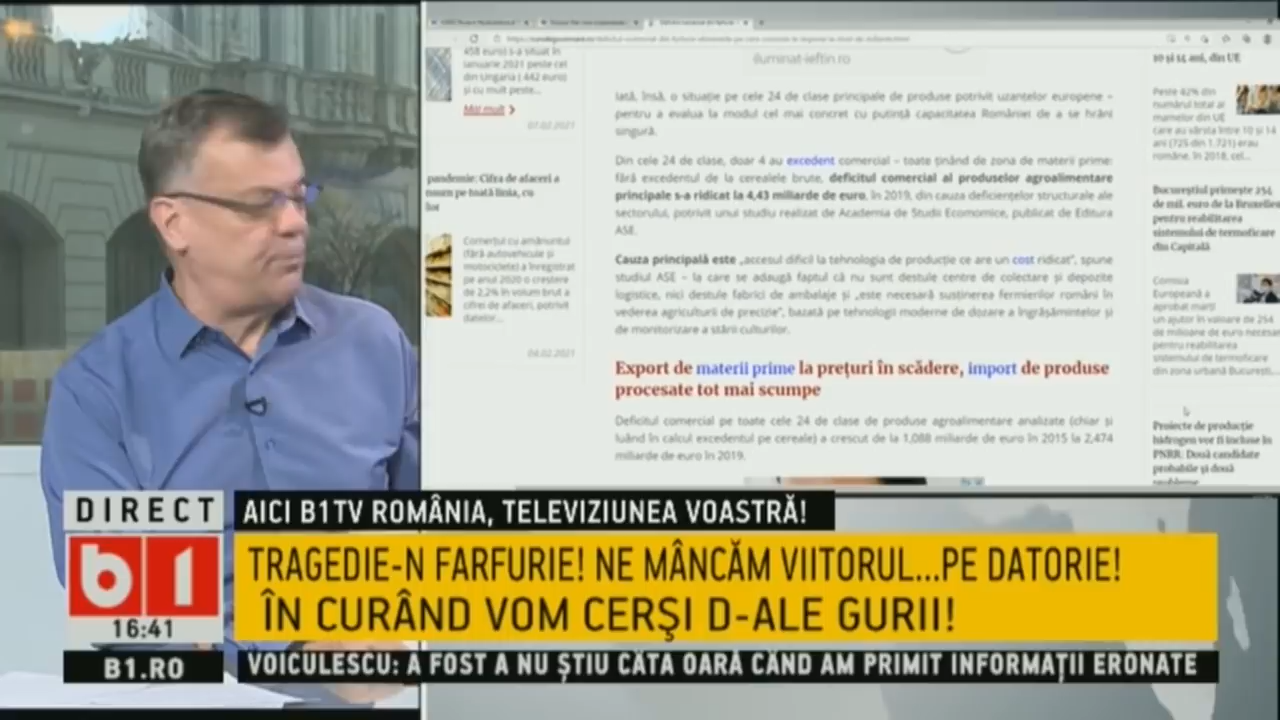 iluminat-ieftin.ro
458 euro) s-a situat în
ianuarie 2021 peste cel
din Ungaria ( 442 euro)
și cu mult peste...
Mai mult
07.02.2021
pandemie: Cifra de afaceri a
pe toată linia, cu
Comerțul cu amănuntul
(fără autovehicule și
motociclete) a înregistrat
pe anul 2020 o creștere
de 2,2% în volum brut a
cifrei de afaceri, potrivit
datelor...
04.02.2021
Iată, însă, o situație pe cele 24 de clase principale de produse potrivit uzanțelor europene –
pentru a evalua la modul cel mai concret cu putință capacitatea României de a se hrăni
singură.
Din cele 24 de clase, doar 4 au excedent comercial – toate ținând de zona de materii prime:
fără excedentul de la cerealele brute, deficitul comercial al produselor agroalimentare
principale s-a ridicat la 4,43 miliarde de euro, în 2019, din cauza deficiențelor structurale ale
sectorului, potrivit unui studiu realizat de Academia de Studii Economice, publicat de Editura
ASE.
Cauza principală este „accesul dificil la tehnologia de producție ce are un cost ridicat”, spune
studiul ASE – la care se adaugă faptul că nu sunt destule centre de colectare și depozite
logistice, nici destule fabrici de ambalaje și „este necesară susținerea fermierilor români în
vederea agriculturii de precizie”, bazată pe tehnologii moderne de dozare a îngrășămintelor și
de monitorizare a stării culturilor.
Export de materii prime la prețuri în scădere, import de produse
procesate tot mai scumpe
Deficitul comercial pe toate cele 24 de clase de produse agroalimentare analizate (chiar și
luând în calcul excedentul pe cereale) a crescut de la 1,088 miliarde de euro în 2015 la 2,474
miliarde de euro în 2019.
10 și 14 ani, din UE
Peste 42% din
numărul total al
mamelor din UE
care au vârsta între 10 și 14
ani (725 din 1.721) erau
române, în 2018, cel...
Bucureștiul primește 254
de mil. euro de la Bruxelles
pentru reabilitarea
sistemului de termoficare
din Capitală
Comisia
Europeană a
aprobat marți
un ajutor în valoare de 254
de milioane de euro necesar
pentru reabilitarea
sistemului de termoficare
din zona urbană București,...
Proiecte de producție
hidrogen vor fi incluse în
PNRR. Două candidate
probabile și două
probleme
DIRECT
AICI B1TV ROMÂNIA, TELEVIZIUNEA VOASTRĂ!
b1
TRAGEDIE-N FARFURIE! NE MÂNCĂM VIITORUL...PE DATORIE!
ÎN CURÂND VOM CERŞI D-ALE GURII!
16:41
B1.RO
VOICULESCU: A FOST A NU ŞTIU CÂTA OARĂ CÂND AM PRIMIT INFORMAŢII ERONATE